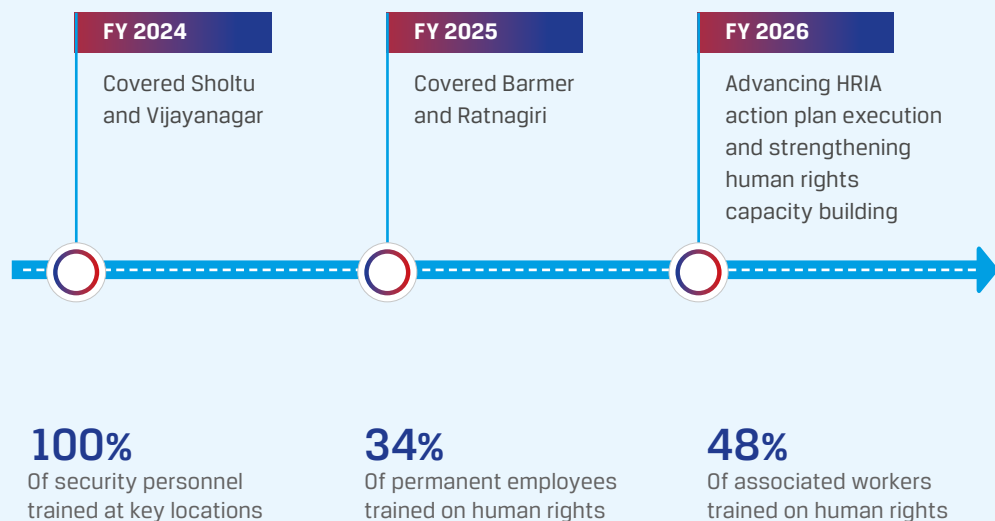 FY 2024
Covered Sholtu
and Vijayanagar
FY 2025
Covered Barmer
and Ratnagiri
FY 2026
Advancing HRIA
action plan execution
and strengthening
human rights
capacity building
100%
Of security personnel
trained at key locations
34%
Of permanent employees
trained on human rights
48%
Of associated workers
trained on human rights